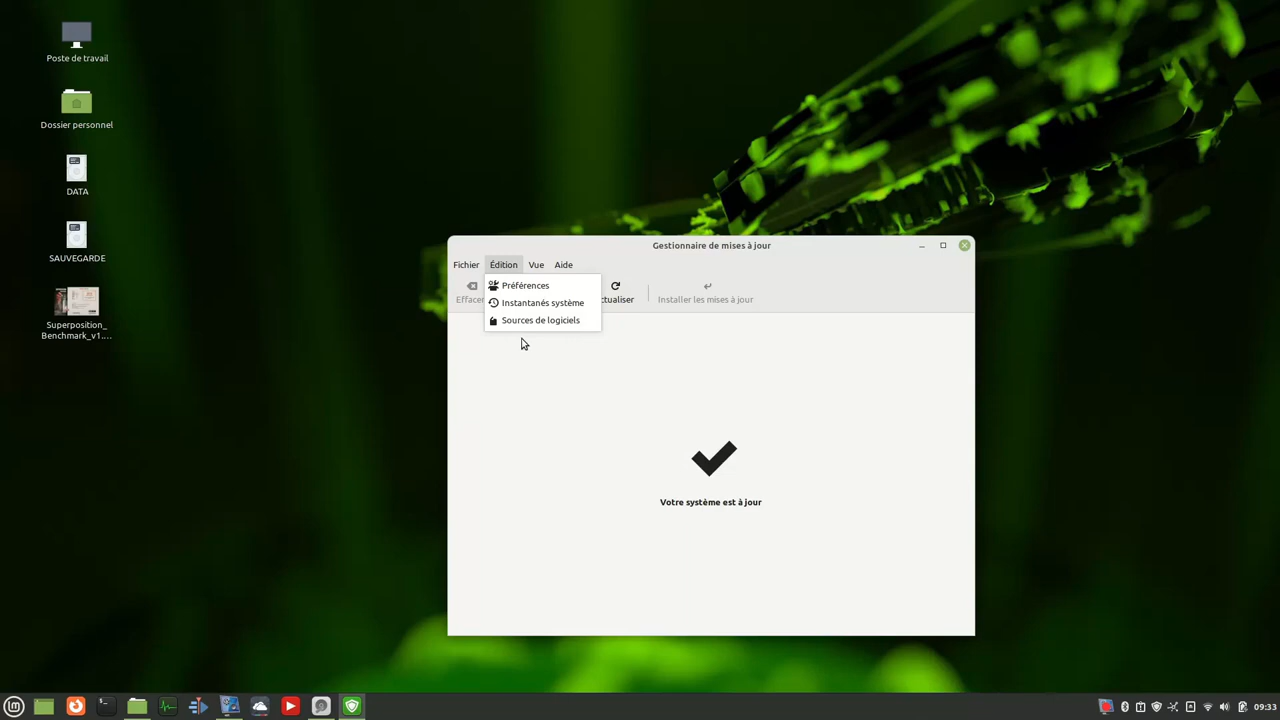 Poste de travail
Dossier personnel
DATA
SAUVEGARDE
Superposition_
Benchmark_v1....
Gestionnaire de mises à jour
Fichier Édition Vue Aide
Préférences
Instantanés système
Sources de logiciels
Installer les mises à jour
Votre système est à jour
09:33